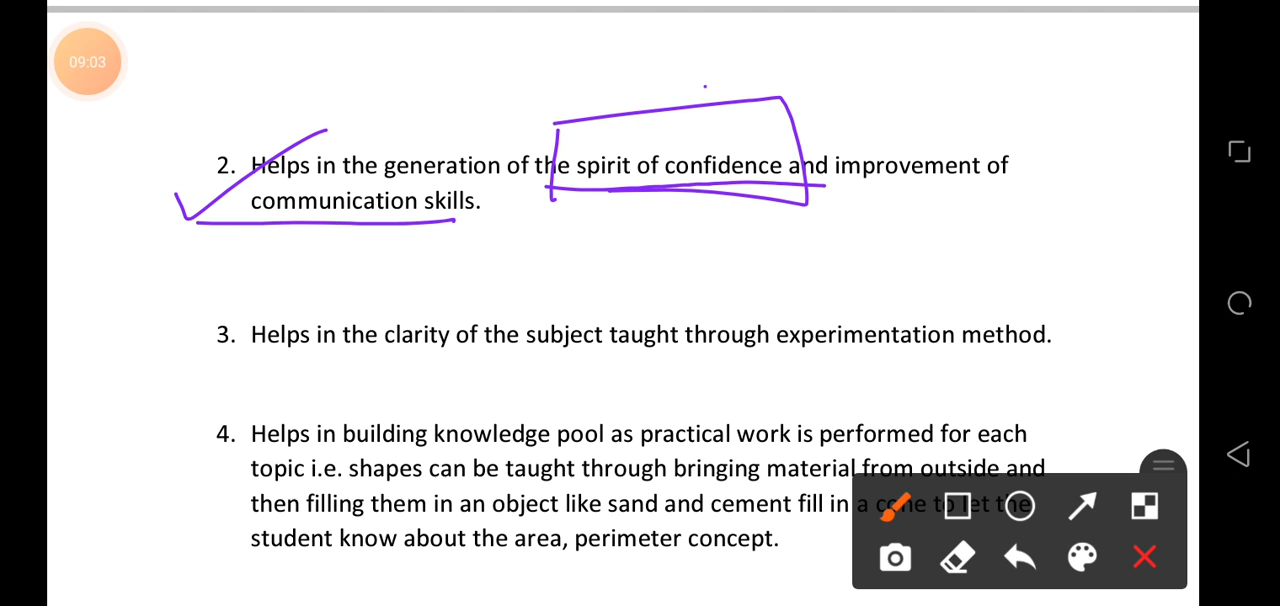 09:03
2. Helps in the generation of the spirit of confidence and improvement of
communication skills.
3. Helps in the clarity of the subject taught through experimentation method.
4. Helps in building knowledge pool as practical work is performed for each
topic i.e. shapes can be taught through bringing material from outside and
then filling them in an object like sand and cement fill in a cone to let the
student know about the area, perimeter concept.